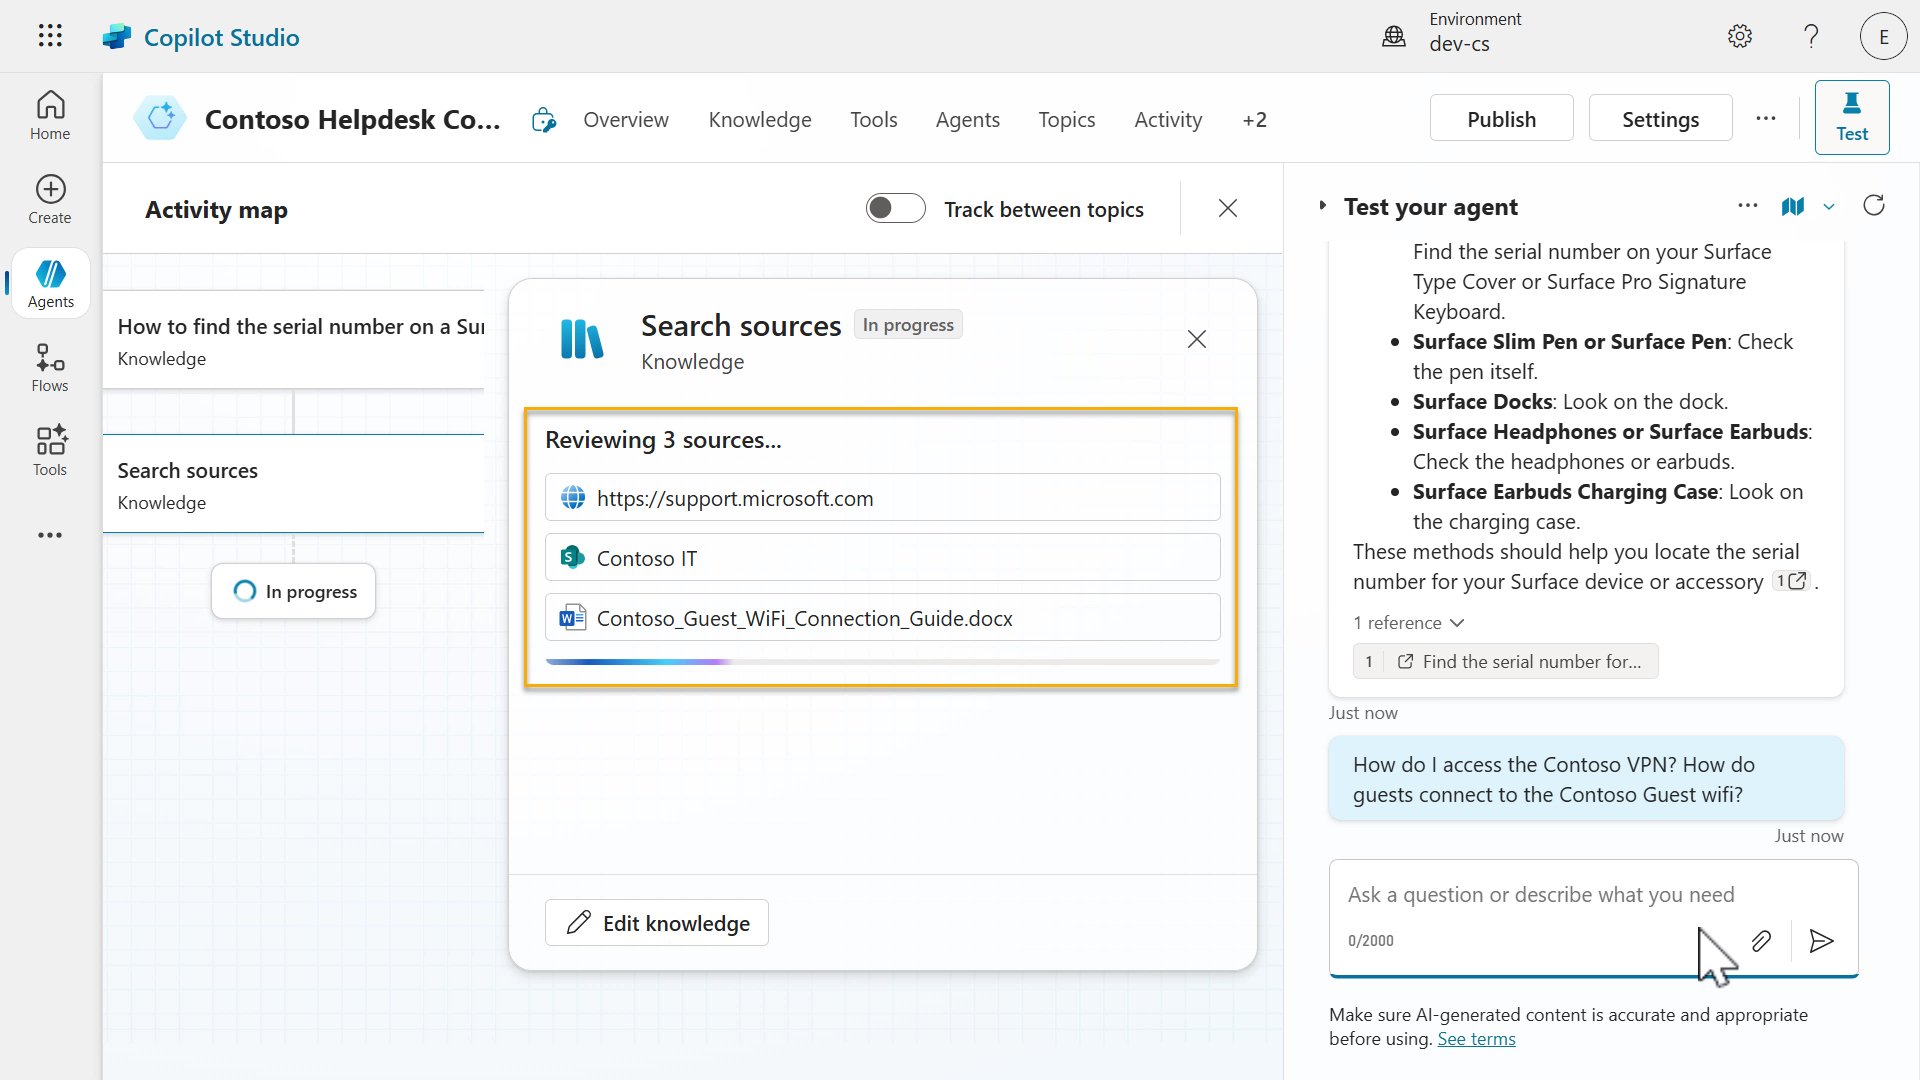 Copilot Studio
Environment
dev-cs
E
Home
Create
Agents
Flows
Tools
Contoso Helpdesk Co...
Overview
Knowledge
Tools
Agents
Topics
Activity
+2
Publish
Settings
Test
Activity map
Track between topics
How to find the serial number on a Sur
Knowledge
Search sources
Knowledge
In progress
Search sources
In progress
Knowledge
Reviewing 3 sources...
https://support.microsoft.com
Contoso IT
Contoso_Guest_WiFi_Connection_Guide.docx
Edit knowledge
Test your agent
Find the serial number on your Surface
Type Cover or Surface Pro Signature
Keyboard.
• Surface Slim Pen or Surface Pen: Check
the pen itself.
• Surface Docks: Look on the dock.
• Surface Headphones or Surface Earbuds:
Check the headphones or earbuds.
• Surface Earbuds Charging Case: Look on
the charging case.
These methods should help you locate the serial
number for your Surface device or accessory 1 .
1 reference
1 Find the serial number for...
Just now
How do I access the Contoso VPN? How do
guests connect to the Contoso Guest wifi?
Just now
Ask a question or describe what you need
0/2000
Make sure AI-generated content is accurate and appropriate
before using. See terms